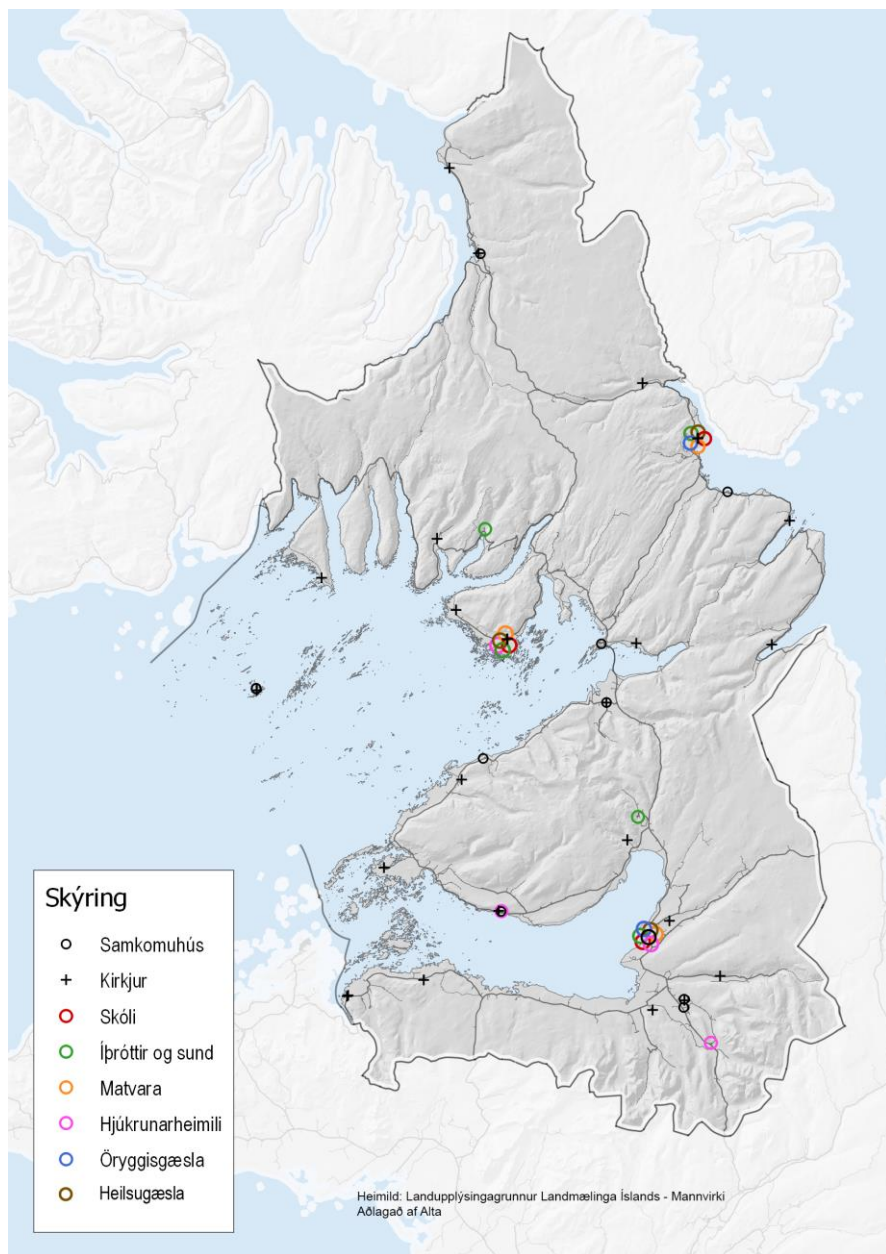 Skýring
Samkomuhús
Kirkjur
Skóli
Íþróttir og sund
Matvara
Hjúkrunarheimili
Öryggisgæsla
Heilsugæsla
Heimild: Landupplýsingagrunnur Landmælinga Íslands - Mannvirki
Aðlagað af Alta